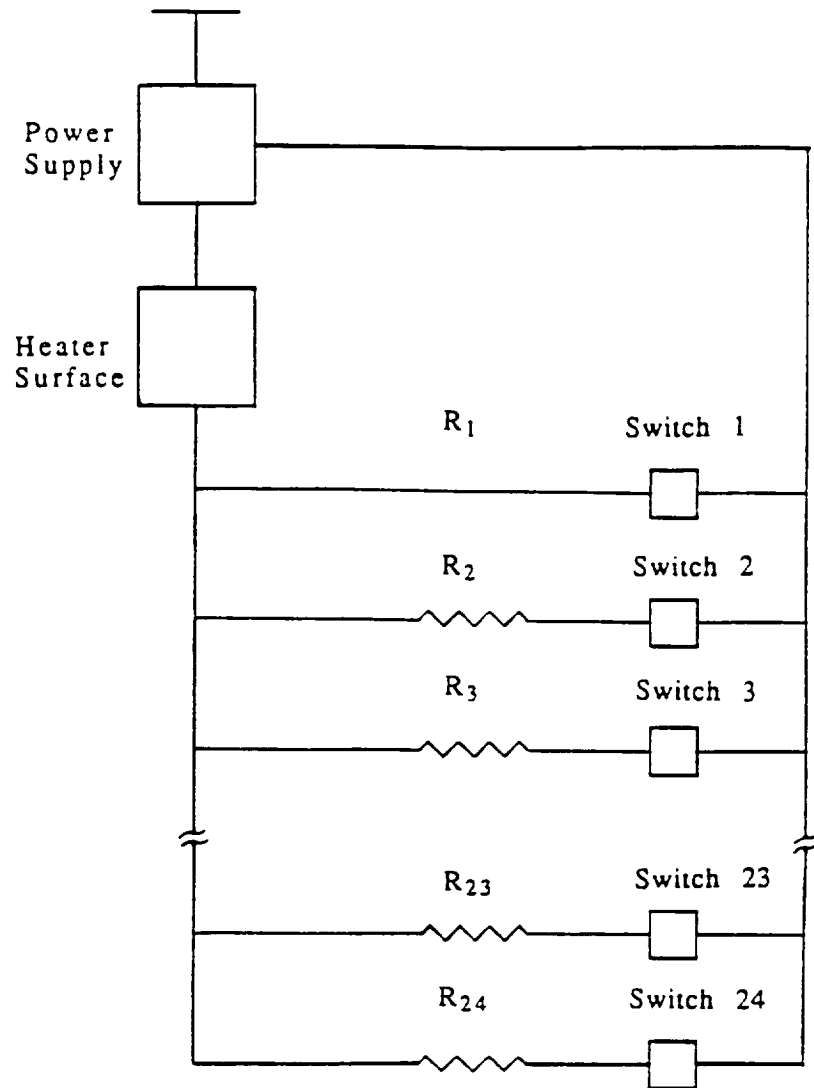 Power
Supply
Heater
Surface
R1 Switch 1
R2 Switch 2
R3 Switch 3
R23 Switch 23
R24 Switch 24